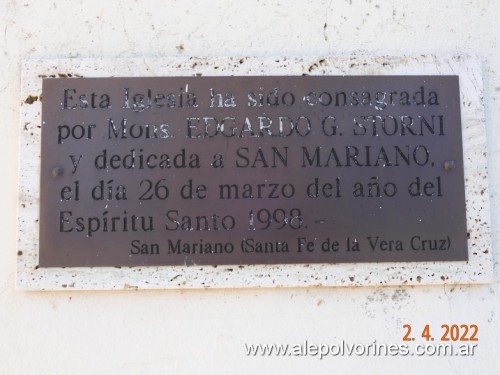 Esta Iglesia ha sido consagrada
por Mons. EDGARDO G. STORNI
y dedicada a SAN MARIANO,
el día 26 de marzo del año del
Espíritu Santo 1998.-
San Mariano (Santa Fe de la Vera Cruz)
2. 4. 2022
www.alepolvorines.com.ar